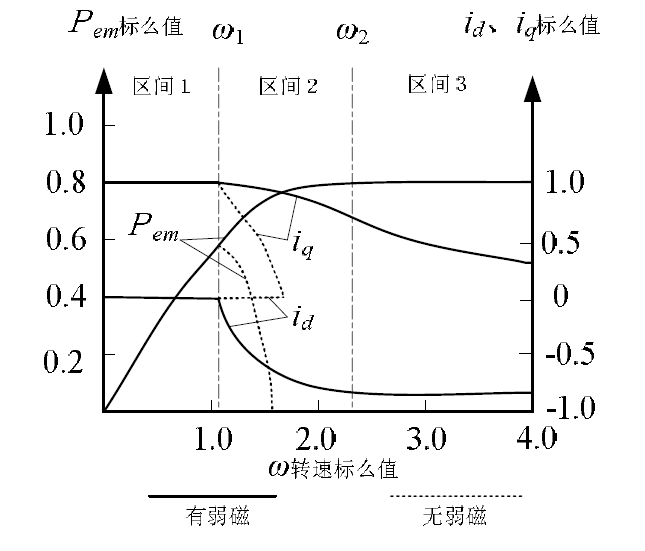 Pem标么值 ω1 ω2 id、iq标么值
区间 1 区间 2 区间 3
1.0
0.8 1.0
Pem iq
0.6 0.5
0.4 0
id
0.2 -0.5
-1.0
1.0 2.0 3.0 4.0
ω转速标么值
有弱磁 无弱磁